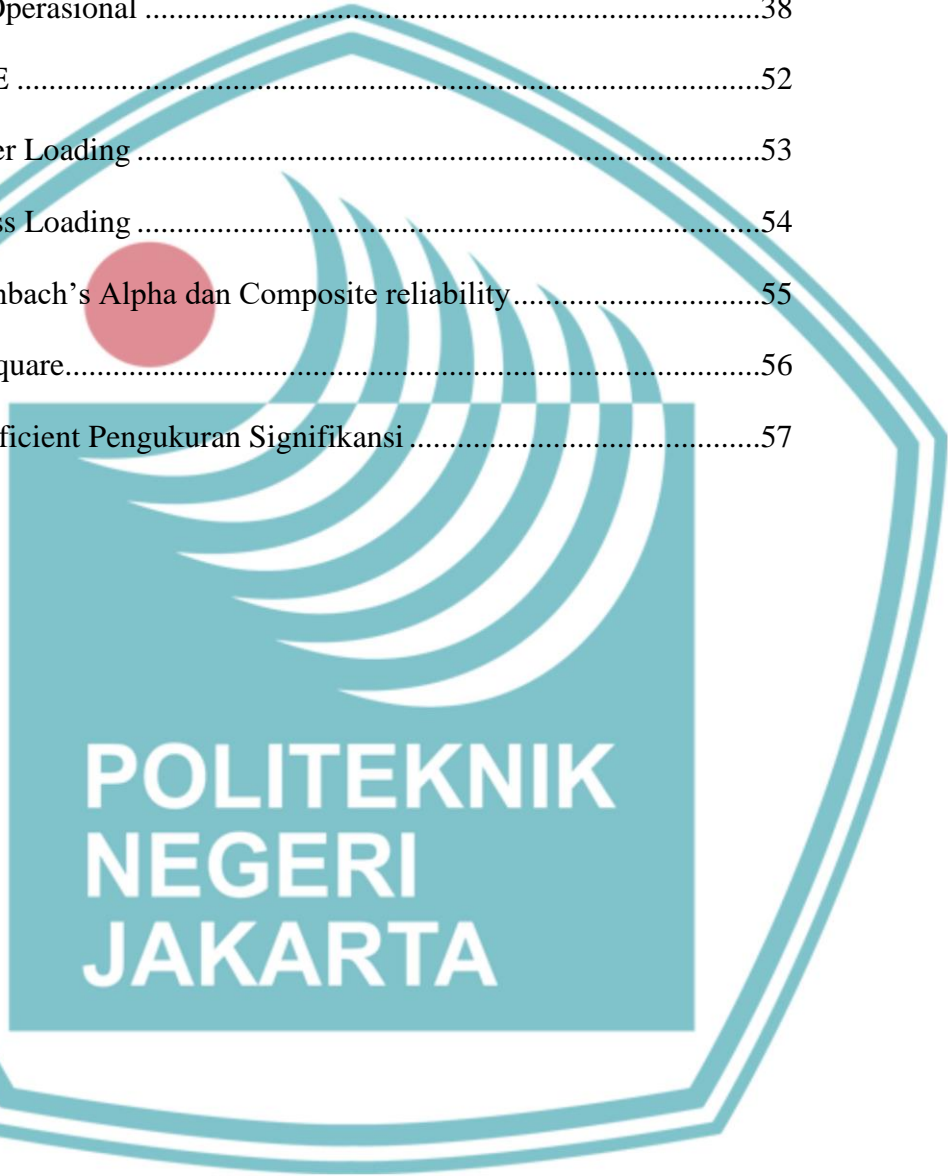 Operasional ............................................................................38
E .........................................................................................52
er Loading ...........................................................................53
ss Loading ...........................................................................54
nbach's Alpha dan Composite reliability..............................55
quare....................................................................................56
ficient Pengukuran Signifikansi ..........................................57
POLITEKNIK
NEGERI
JAKARTA